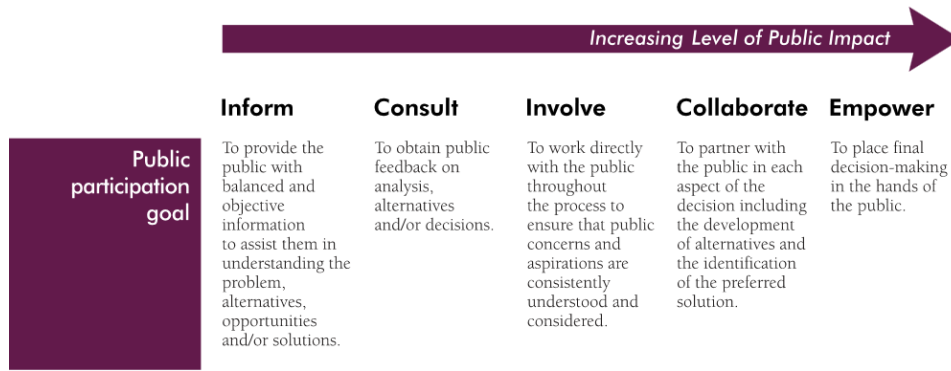 Increasing Level of Public Impact
Inform
Consult
Involve
Collaborate
Empower
Public
participation
goal
To provide the
public with
balanced and
objective
information
to assist them in
understanding the
problem,
alternatives,
opportunities
and/or solutions.
To obtain public
feedback on
analysis,
alternatives
and/or decisions.
To work directly
with the public
throughout
the process to
ensure that public
concerns and
aspirations are
consistently
understood and
considered.
To partner with
the public in each
aspect of the
decision including
the development
of alternatives and
the identification
of the preferred
solution.
To place final
decision-making
in the hands of
the public.